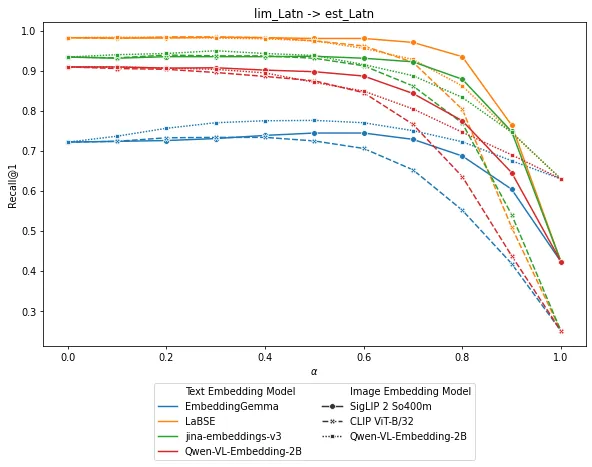 lim_Latn -> est_Latn
1.0
0.9
0.8
0.7
0.6
0.5
0.4
0.3
Recall@1
0.0 0.2 0.4 0.6 0.8 1.0
α
Text Embedding Model Image Embedding Model
EmbeddingGemma SigLIP 2 So400m
LaBSE CLIP ViT-B/32
jina-embeddings-v3 Qwen-VL-Embedding-2B
Qwen-VL-Embedding-2B